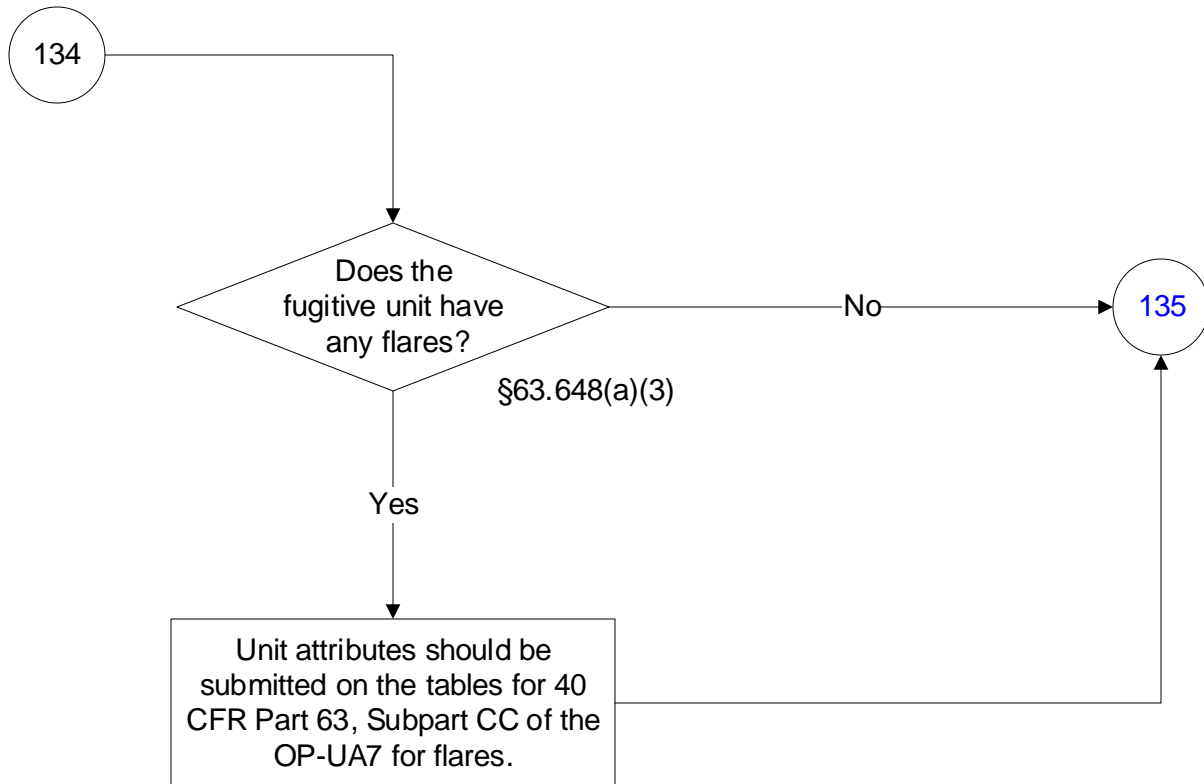 134
Does the
fugitive unit have
any flares?
No
135
§63.648(a)(3)
Yes
Unit attributes should be
submitted on the tables for 40
CFR Part 63, Subpart CC of the
OP-UA7 for flares.